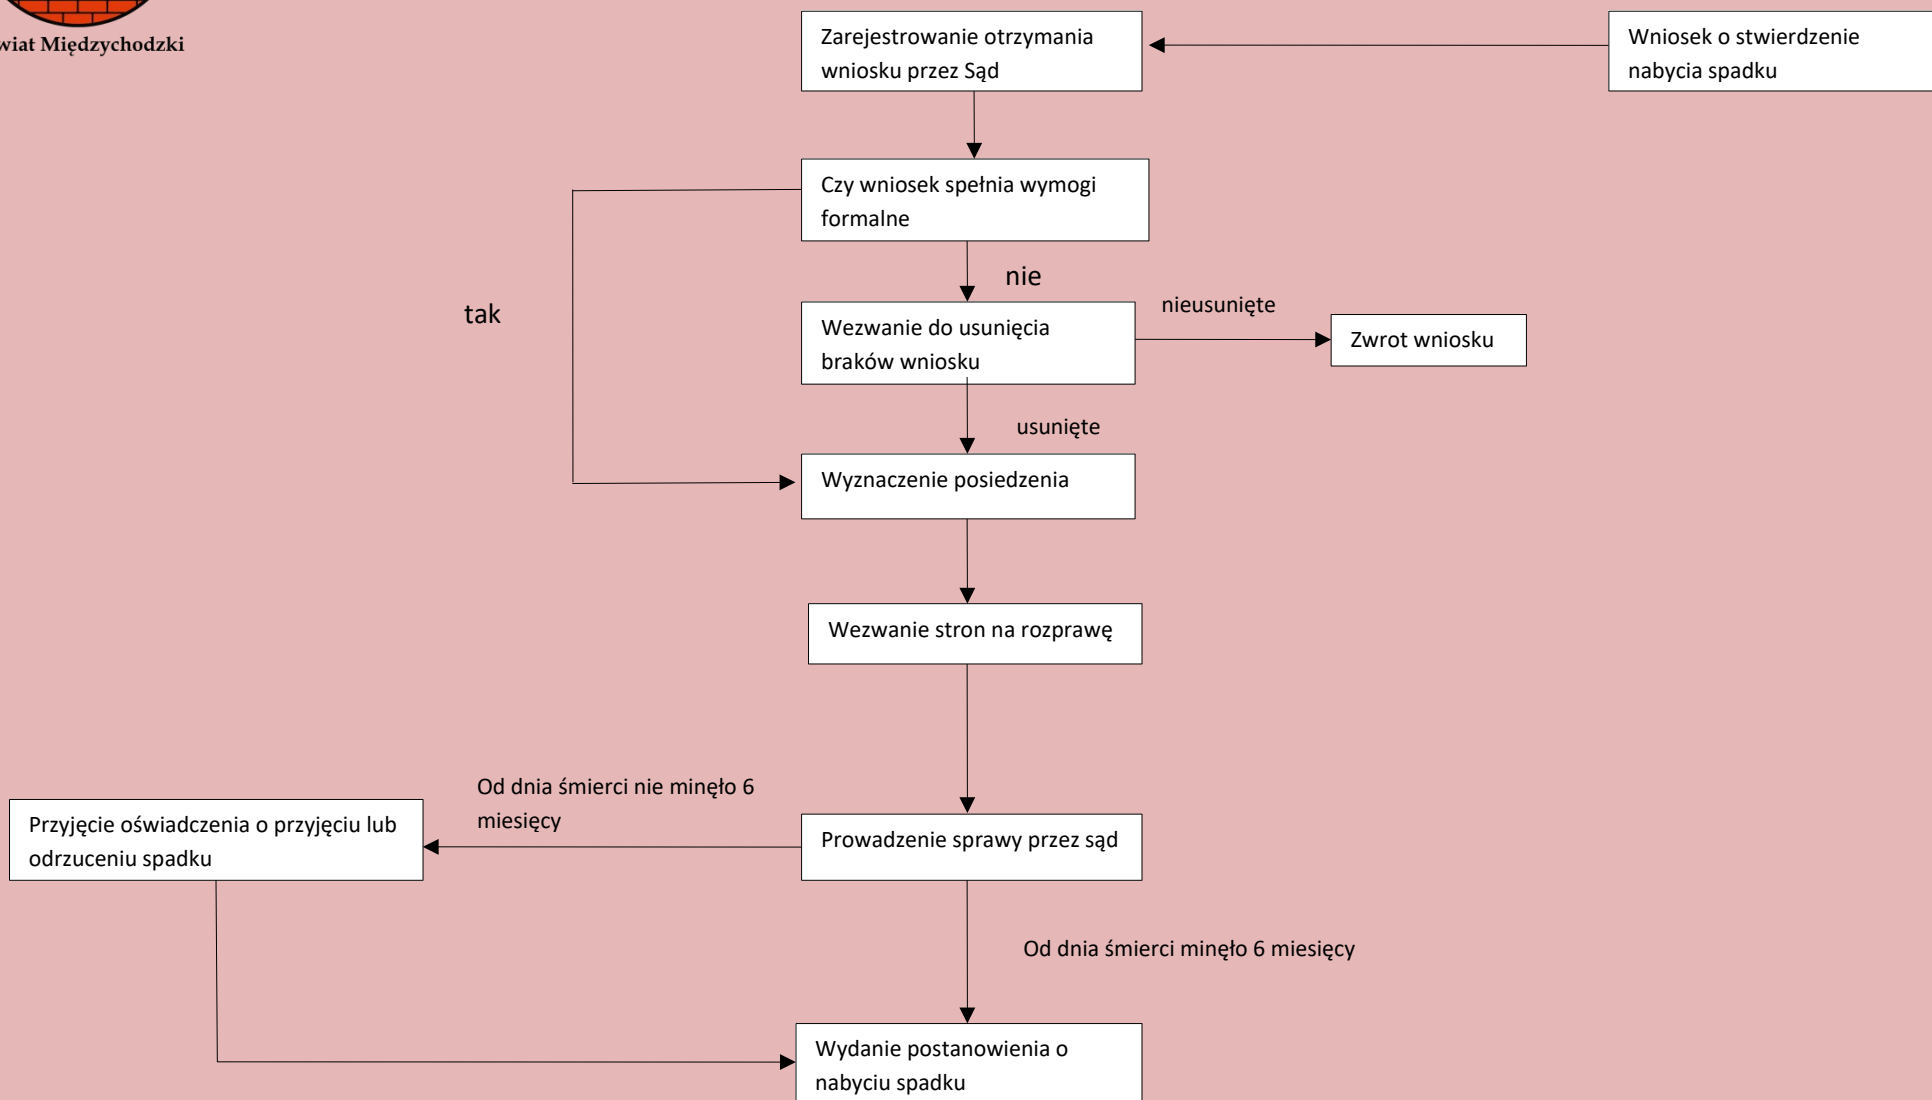 wiat Międzychodzki
Zarejestrowanie otrzymania
wniosku przez Sąd
Wniosek o stwierdzenie
nabycia spadku
Czy wniosek spełnia wymogi
formalne
nie
tak
nieusunięte
Wezwanie do usunięcia
braków wniosku
Zwrot wniosku
usunięte
Wyznaczenie posiedzenia
Wezwanie stron na rozprawę
Od dnia śmierci nie minęło 6
miesięcy
Przyjęcie oświadczenia o przyjęciu lub
odrzuceniu spadku
Prowadzenie sprawy przez sąd
Od dnia śmierci minęło 6 miesięcy
Wydanie postanowienia o
nabyciu spadku